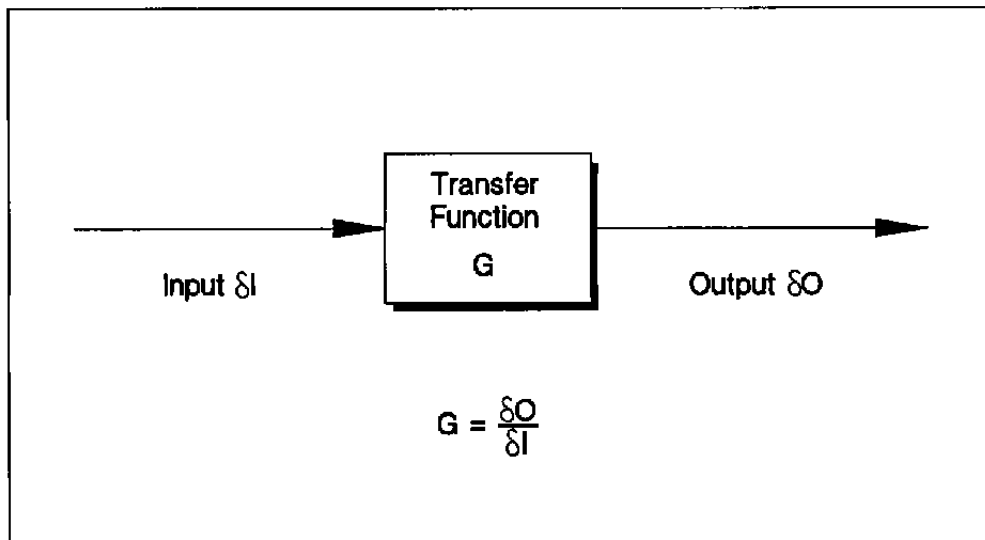 Transfer
Function
G
Input δI
Output δO
G = δO/δI